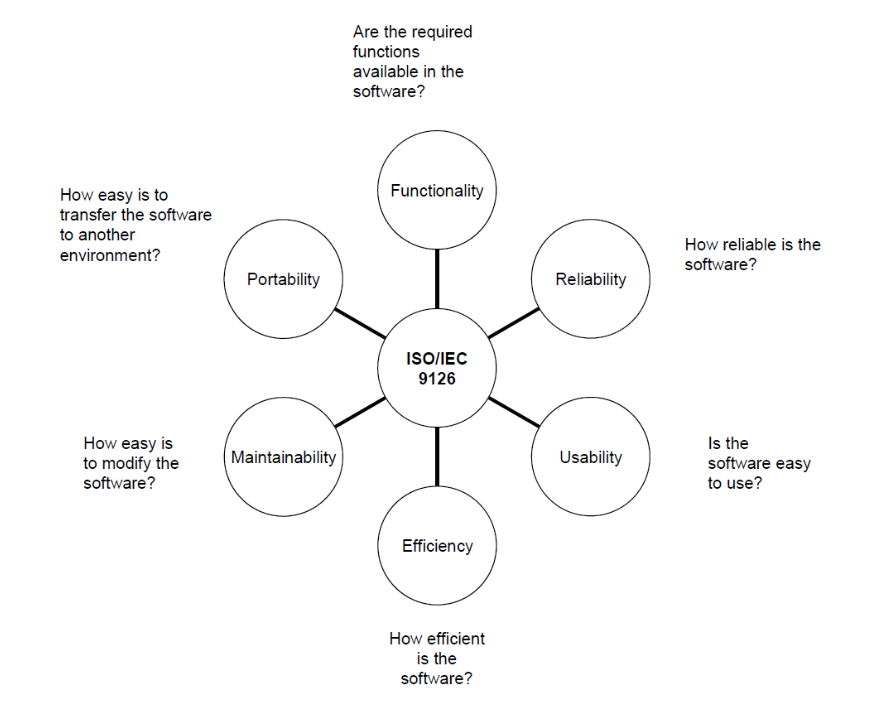 Are the required
functions
available in the
software?
Functionality
How easy is to
transfer the software
to another
environment?
Portability
How reliable is the
software?
Reliability
ISO/IEC
9126
How easy is
to modify the
software?
Maintainability
Usability
Is the
software easy
to use?
Efficiency
How efficient
is the
software?